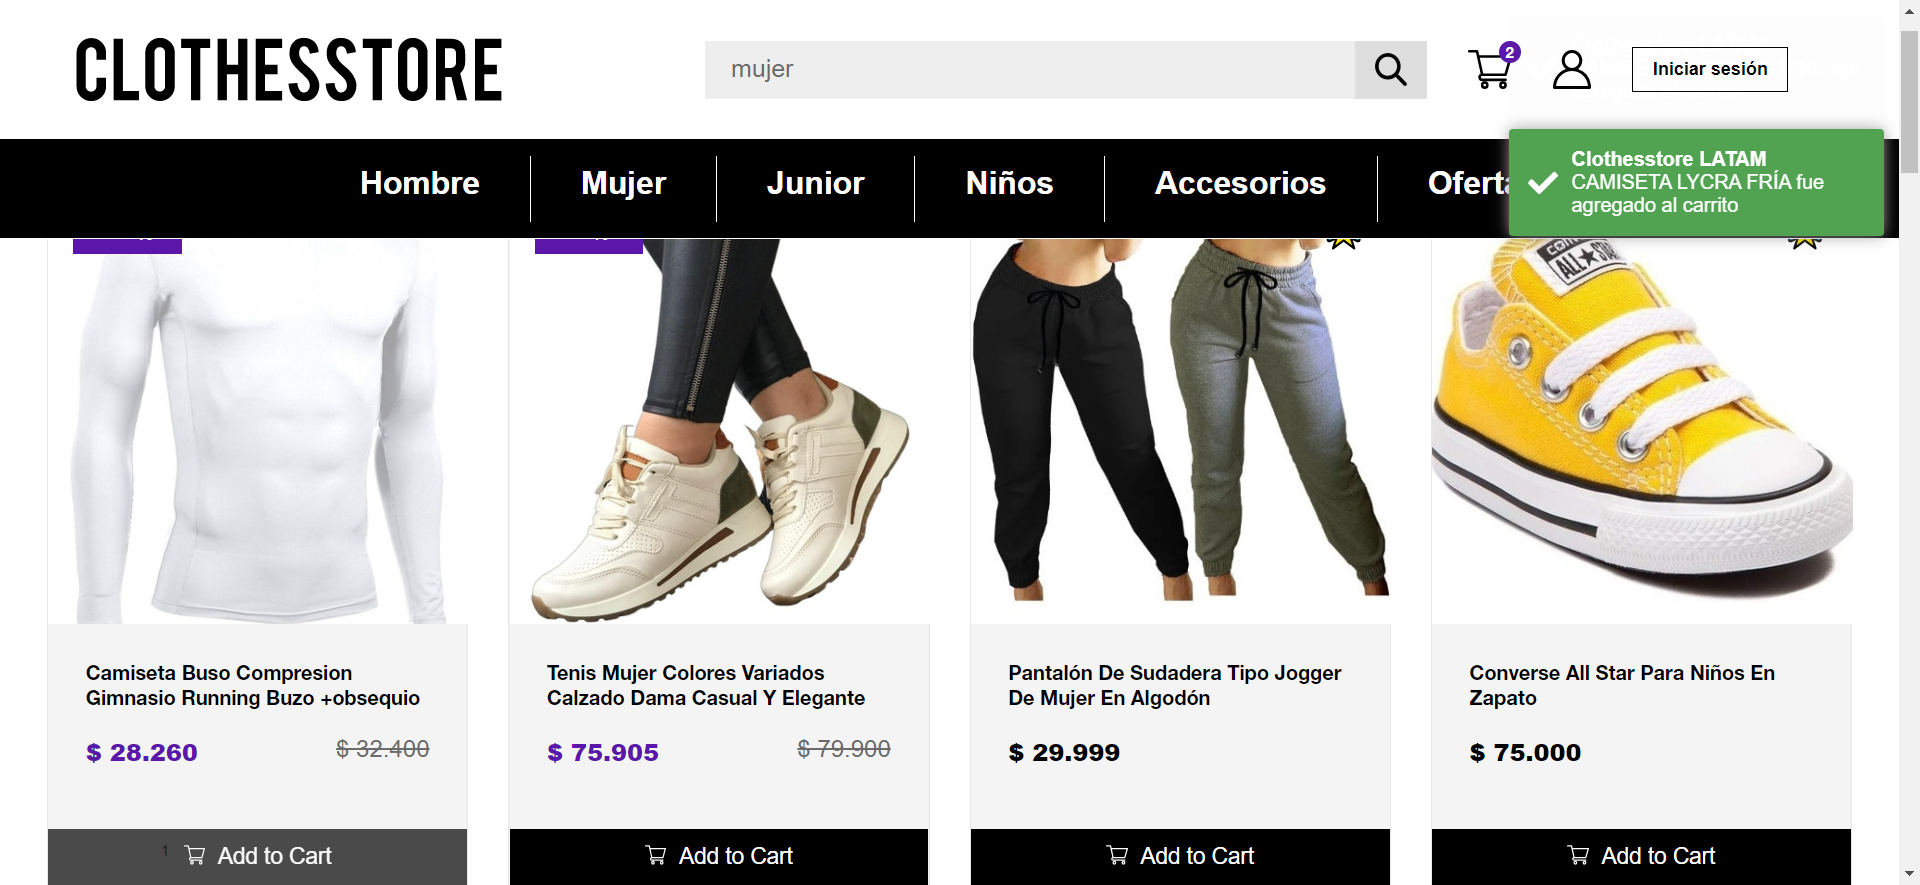 CLOTHESSTORE
mujer
2
Iniciar sesión
Hombre
Mujer
Junior
Niños
Accesorios
Oferta
Clothesstore LATAM
CAMISETA LYCRA FRÍA fue
agregado al carrito
ALL STAR
Camiseta Buso Compresion
Gimnasio Running Buzo +obsequio
$ 28.260
$ 32.400
Tenis Mujer Colores Variados
Calzado Dama Casual Y Elegante
$ 75.905
$ 79.900
Pantalón De Sudadera Tipo Jogger
De Mujer En Algodón
$ 29.999
Converse All Star Para Niños En
Zapato
$ 75.000
1
Add to Cart
Add to Cart
Add to Cart
Add to Cart